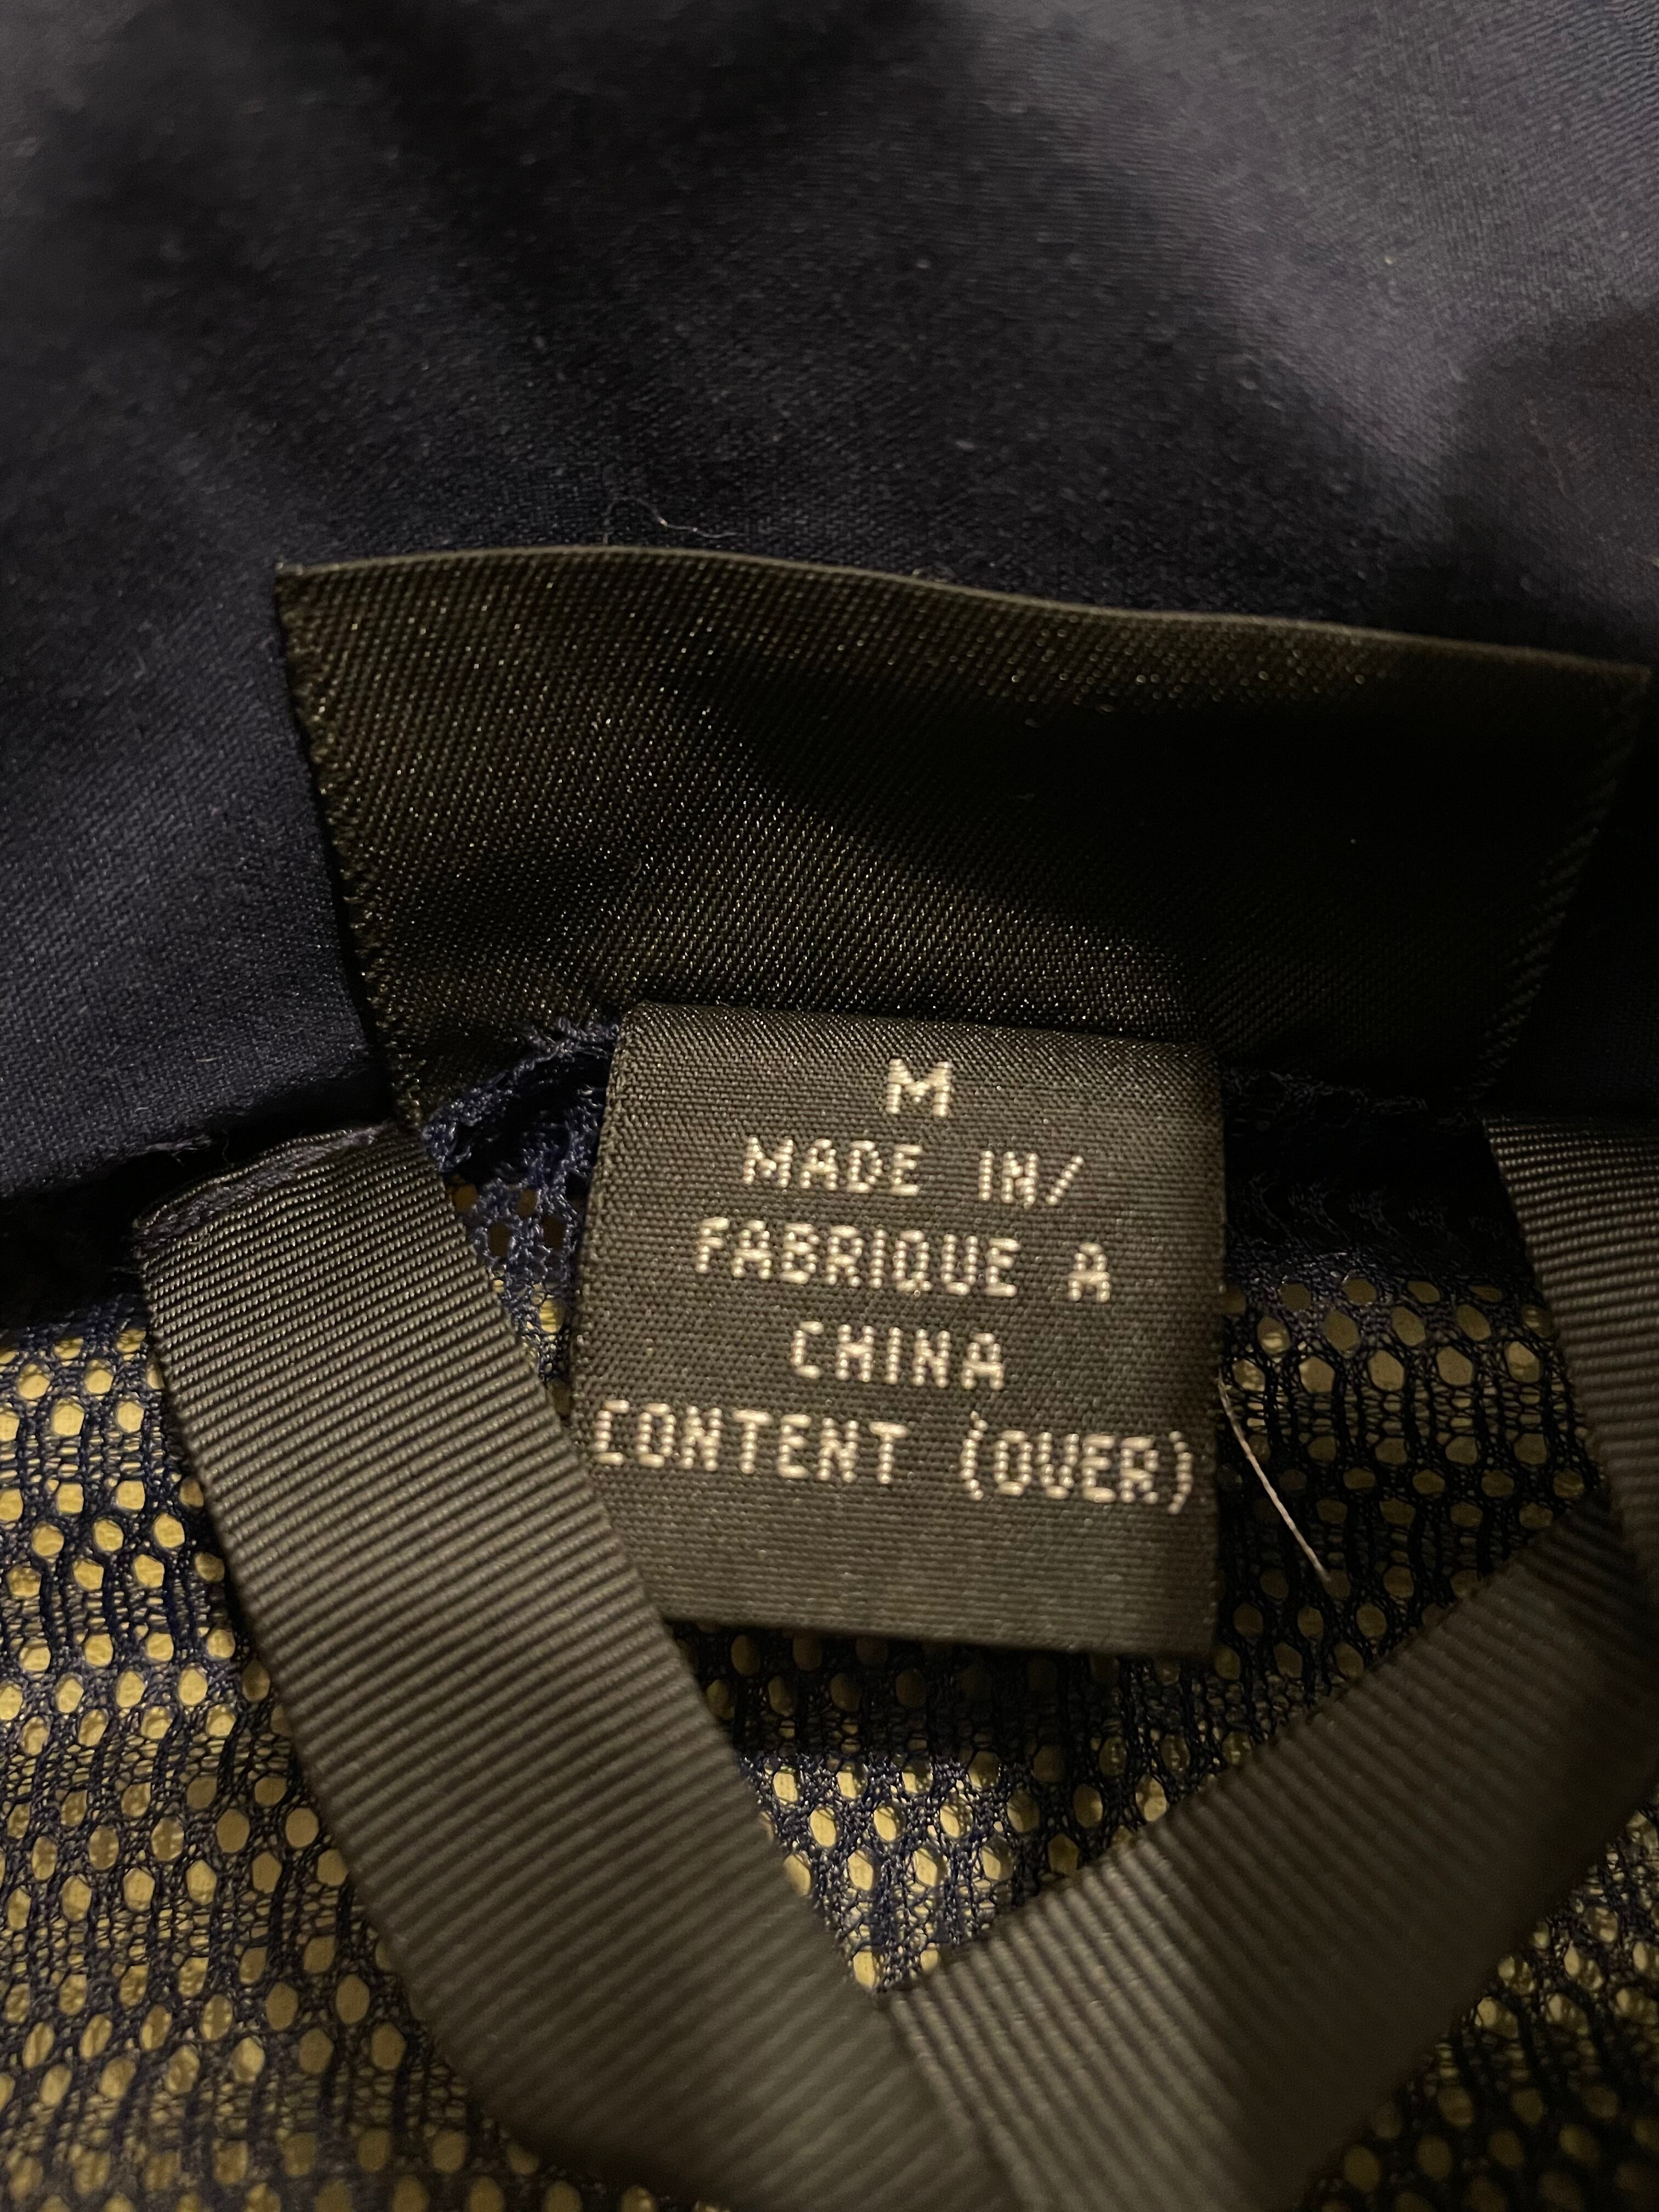 M
MADE IN/
FABRIQUE A
CHINA
CONTENT (OVER)